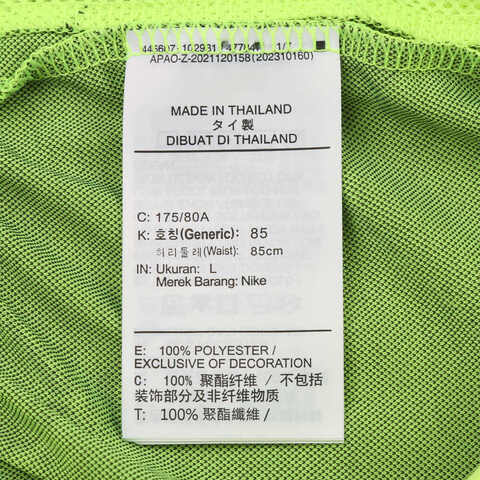 APAO-Z-2021120158(202310160)
MADE IN THAILAND
タイ製
DIBUAT DI THAILAND
C: 175/80A
K: 호칭(Generic): 85
허리둘레(Waist): 85cm
IN: Ukuran: L
Merek Barang: Nike
E: 100% POLYESTER/
EXCLUSIVE OF DECORATION
C: 100% 聚酯纤维 / 不包括
装饰部分及非纤维物质
T: 100% 聚酯纖維 /